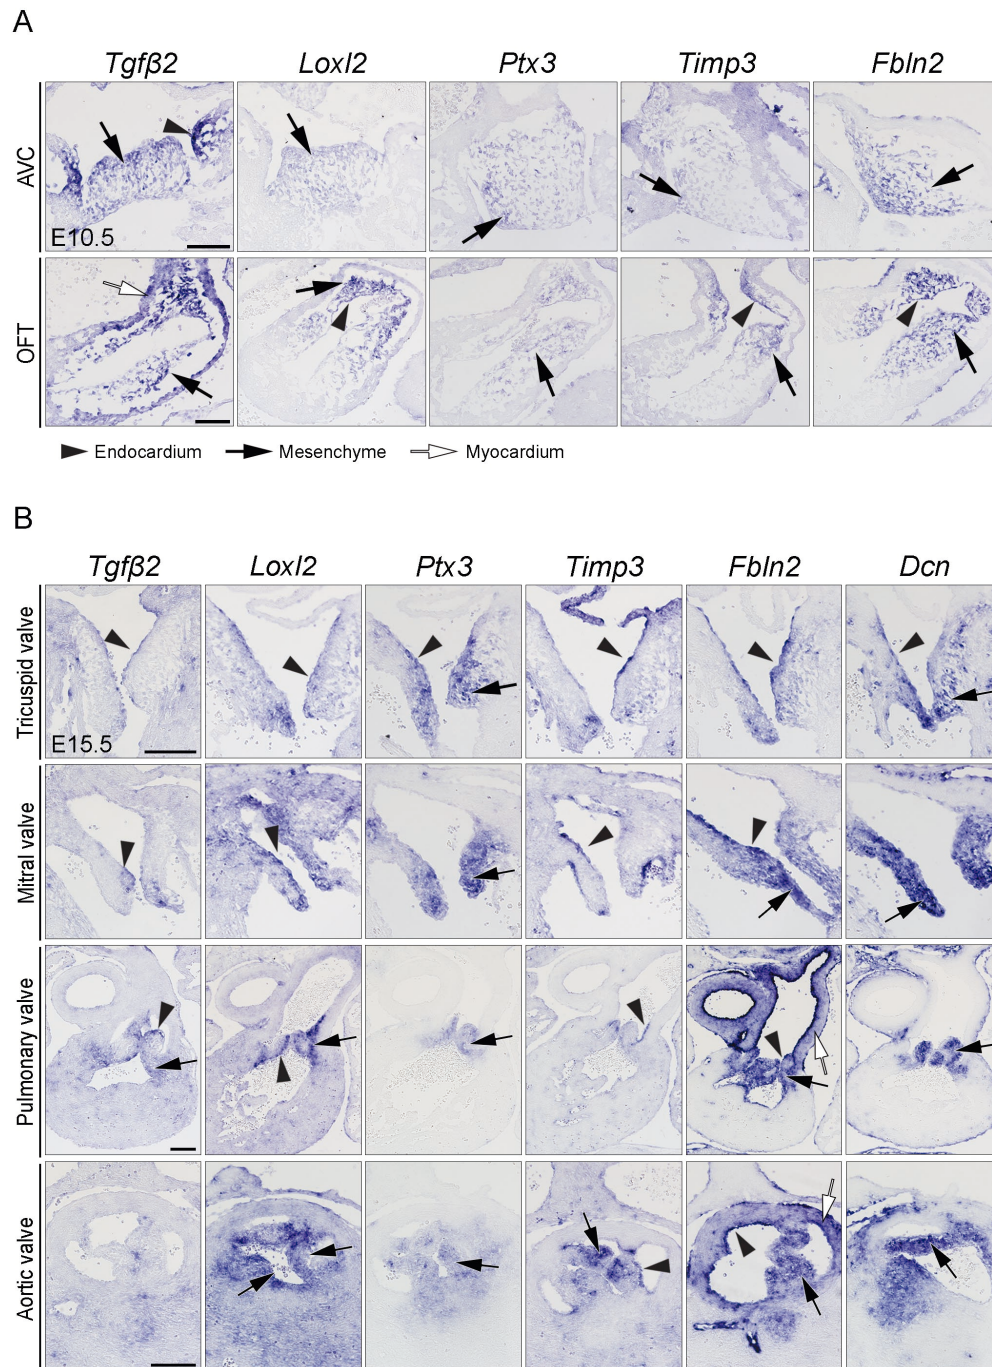 A
Tgfβ2 Loxl2 Ptx3 Timp3 Fbln2
AVC
E10.5
OFT
Endocardium Mesenchyme Myocardium
B
Tgfβ2 Loxl2 Ptx3 Timp3 Fbln2 Dcn
Tricuspid valve
E15.5
Mitral valve
Pulmonary valve
Aortic valve